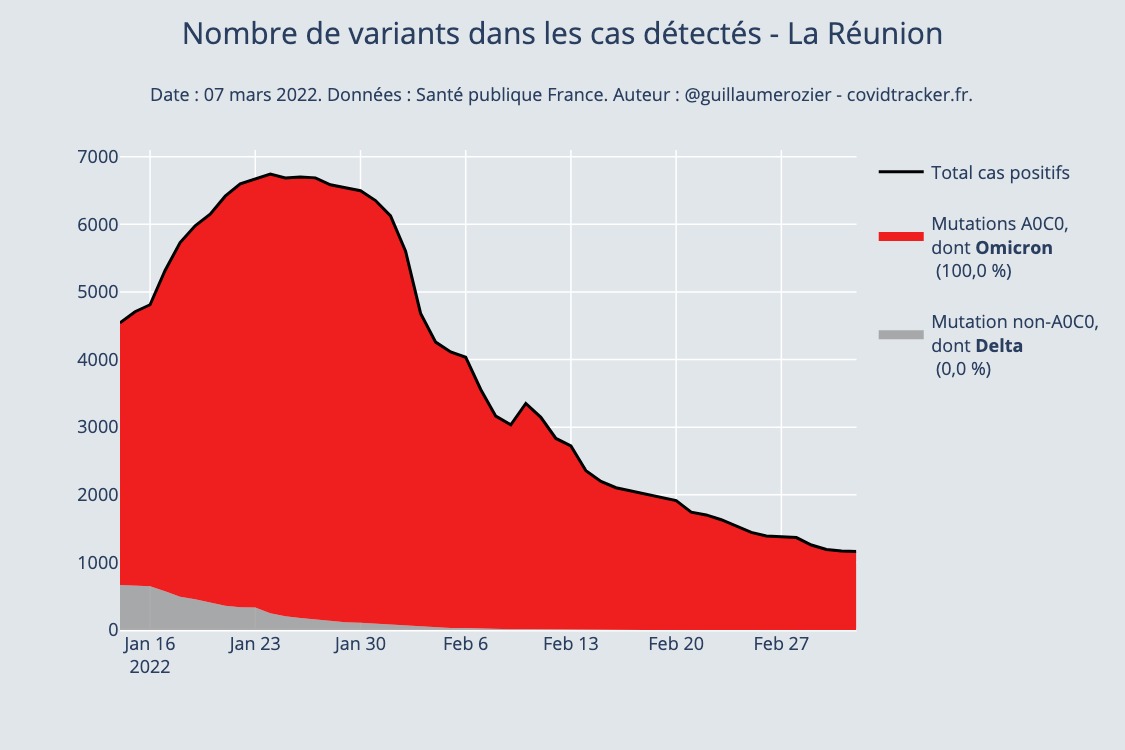 Nombre de variants dans les cas détectés - La Réunion
Date : 07 mars 2022. Données : Santé publique France. Auteur : @guillaumerozier - covidtracker.fr.
7000
6000
5000
4000
3000
2000
1000
0
Jan 16
2022
Jan 23
Jan 30
Feb 6
Feb 13
Feb 20
Feb 27
Total cas positifs
Mutations A0C0,
dont Omicron
(100,0 %)
Mutation non-A0C0,
dont Delta
(0,0 %)